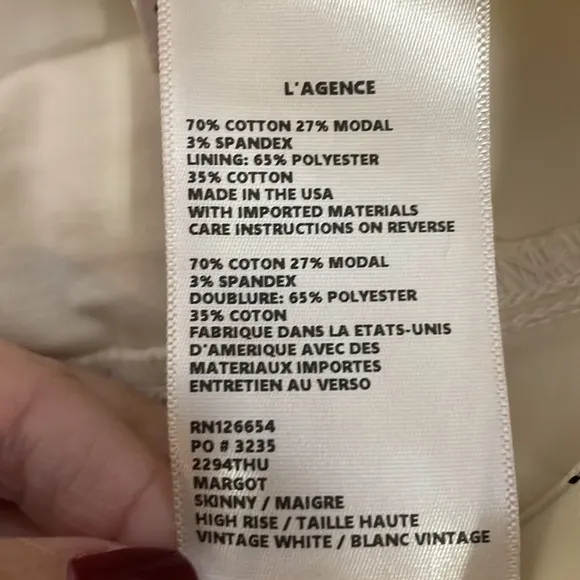 L'AGENCE
70% COTTON 27% MODAL
3% SPANDEX
LINING: 65% POLYESTER
35% COTTON
MADE IN THE USA
WITH IMPORTED MATERIALS
CARE INSTRUCTIONS ON REVERSE
70% COTON 27% MODAL
3% SPANDEX
DOUBLURE: 65% POLYESTER
35% COTON
FABRIQUE DANS LA ETATS-UNIS
D'AMERIQUE AVEC DES
MATERIAUX IMPORTES
ENTRETIEN AU VERSO
RN126654
PO # 3235
2294THU
MARGOT
SKINNY / MAIGRE
HIGH RISE / TAILLE HAUTE
VINTAGE WHITE / BLANC VINTAGE